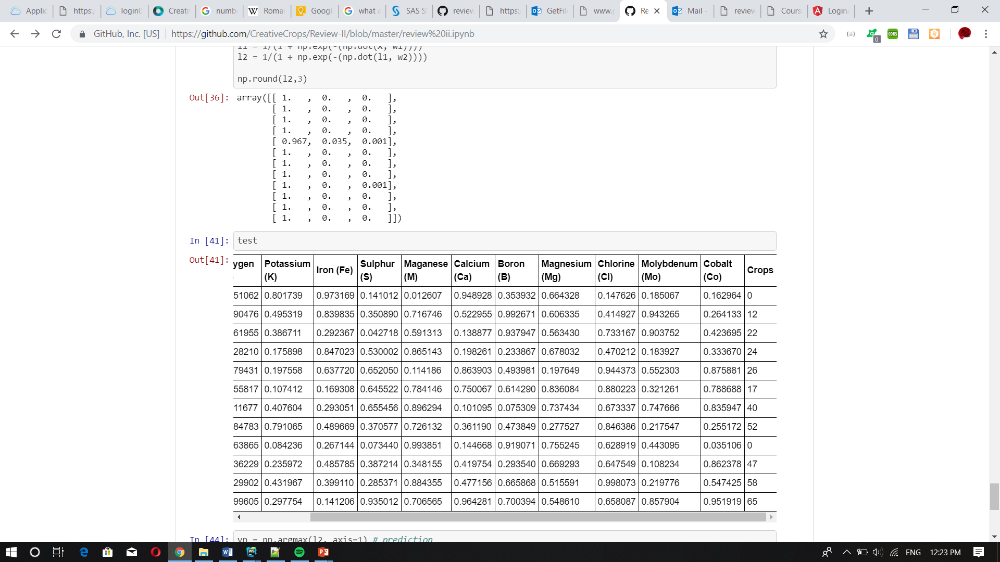 Applic https:/ login0 Creati numbe Roman Googl what a SAS S review https:/ GetFil www.g Re Mail - review Cours LoginA
GitHub, Inc. [US] | https://github.com/CreativeCrops/Review-II/blob/master/review%20ii.ipynb
0 CORS
l1 = 1/(1 + np.exp(-(np.dot(x, w1))))
l2 = 1/(1 + np.exp(-(np.dot(l1, w2))))
np.round(l2,3)
Out[36]: array([[ 1. , 0. , 0. ],
[ 1. , 0. , 0. ],
[ 1. , 0. , 0. ],
[ 1. , 0. , 0. ],
[ 0.967, 0.035, 0.001],
[ 1. , 0. , 0. ],
[ 1. , 0. , 0. ],
[ 1. , 0. , 0. ],
[ 1. , 0. , 0.001],
[ 1. , 0. , 0. ],
[ 1. , 0. , 0. ],
[ 1. , 0. , 0. ]])
In [41]: test
Out[41]:
ygen Potassium (K) Iron (Fe) Sulphur (S) Maganese (M) Calcium (Ca) Boron (B) Magnesium (Mg) Chlorine (Cl) Molybdenum (Mo) Cobalt (Co) Crops
51062 0.801739 0.973169 0.141012 0.012607 0.948928 0.353932 0.664328 0.147626 0.185067 0.162964 0
90476 0.495319 0.839835 0.350890 0.716746 0.522955 0.992671 0.606335 0.414927 0.943265 0.264133 12
61955 0.386711 0.292367 0.042718 0.591313 0.138877 0.937947 0.563430 0.733167 0.903752 0.423695 22
28210 0.175898 0.847023 0.530002 0.865143 0.198261 0.233867 0.678032 0.470212 0.183927 0.333670 24
79431 0.197558 0.637720 0.652050 0.114186 0.863903 0.493981 0.197649 0.944373 0.552303 0.875881 26
55817 0.107412 0.169308 0.645522 0.784146 0.750067 0.614290 0.836084 0.880223 0.321261 0.788688 17
11677 0.407604 0.293051 0.655456 0.896294 0.101095 0.075309 0.737434 0.673337 0.747666 0.835947 40
84783 0.791065 0.489669 0.370577 0.726132 0.361190 0.473849 0.277527 0.846386 0.217547 0.255172 52
63865 0.084236 0.267144 0.073440 0.993851 0.144668 0.919071 0.755245 0.628919 0.443095 0.035106 0
36229 0.235972 0.485785 0.387214 0.348155 0.419754 0.293540 0.669293 0.647549 0.108234 0.862378 47
29902 0.431967 0.399110 0.285371 0.884355 0.477156 0.665868 0.515591 0.998073 0.219776 0.547425 58
99605 0.297754 0.141206 0.935012 0.706565 0.964281 0.700394 0.548610 0.658087 0.857904 0.951919 65
In [44]: yp = np.argmax(l2, axis=1) # prediction
ENG 12:23 PM